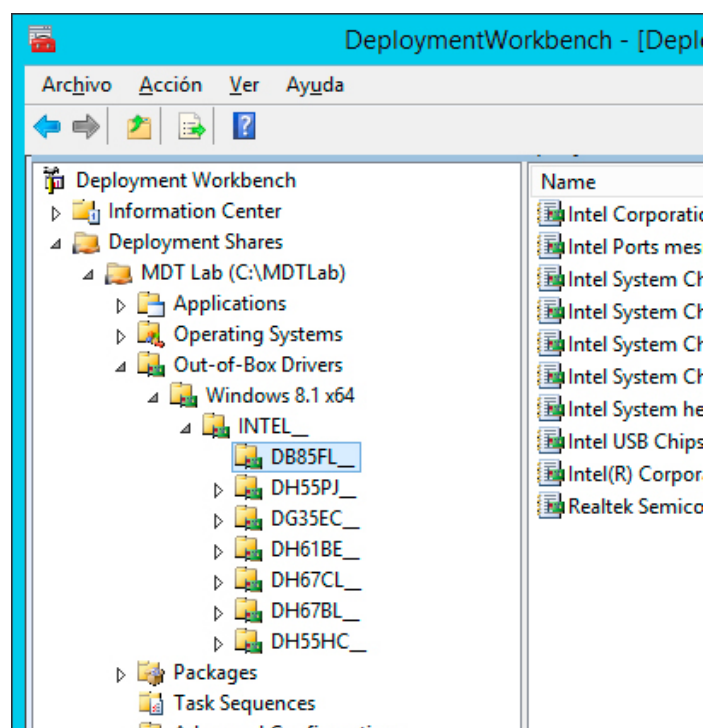 DeploymentWorkbench - [Depl
Archivo Acción Ver Ayuda
Deployment Workbench
Information Center
Deployment Shares
MDT Lab (C:\MDTLab)
Applications
Operating Systems
Out-of-Box Drivers
Windows 8.1 x64
INTEL__
DB85FL__
DH55PJ__
DG35EC__
DH61BE__
DH67CL__
DH67BL__
DH55HC__
Packages
Task Sequences
Name
Intel Corporatic
Intel Ports mes
Intel System Ch
Intel System Ch
Intel System Ch
Intel System Ch
Intel System he
Intel USB Chips
Intel(R) Corpora
Realtek Semico